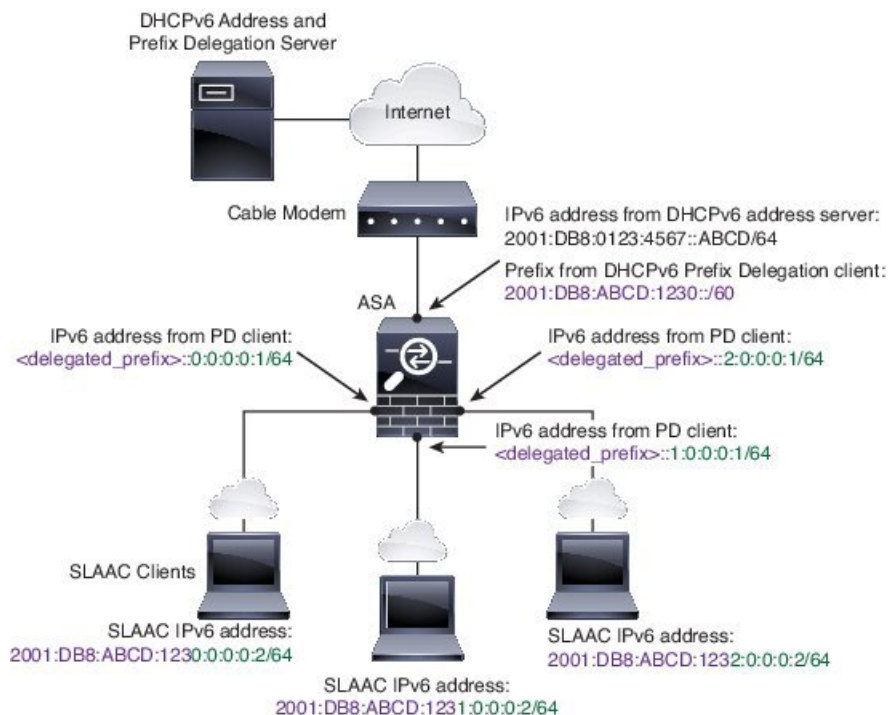 DHCPv6 Address and
Prefix Delegation Server
Internet
Cable Modem
IPv6 address from DHCPv6 address server:
2001:DB8:0123:4567::ABCD/64
Prefix from DHCPv6 Prefix Delegation client:
2001:DB8:ABCD:1230::/60
ASA
IPv6 address from PD client:
<delegated_prefix>::0:0:0:0:1/64
IPv6 address from PD client:
<delegated_prefix>::2:0:0:0:1/64
IPv6 address from PD client:
<delegated_prefix>::1:0:0:0:1/64
SLAAC Clients
SLAAC IPv6 address:
2001:DB8:ABCD:1230:0:0:0:2/64
SLAAC IPv6 address:
2001:DB8:ABCD:1231:0:0:0:2/64
SLAAC IPv6 address:
2001:DB8:ABCD:1232:0:0:0:2/64